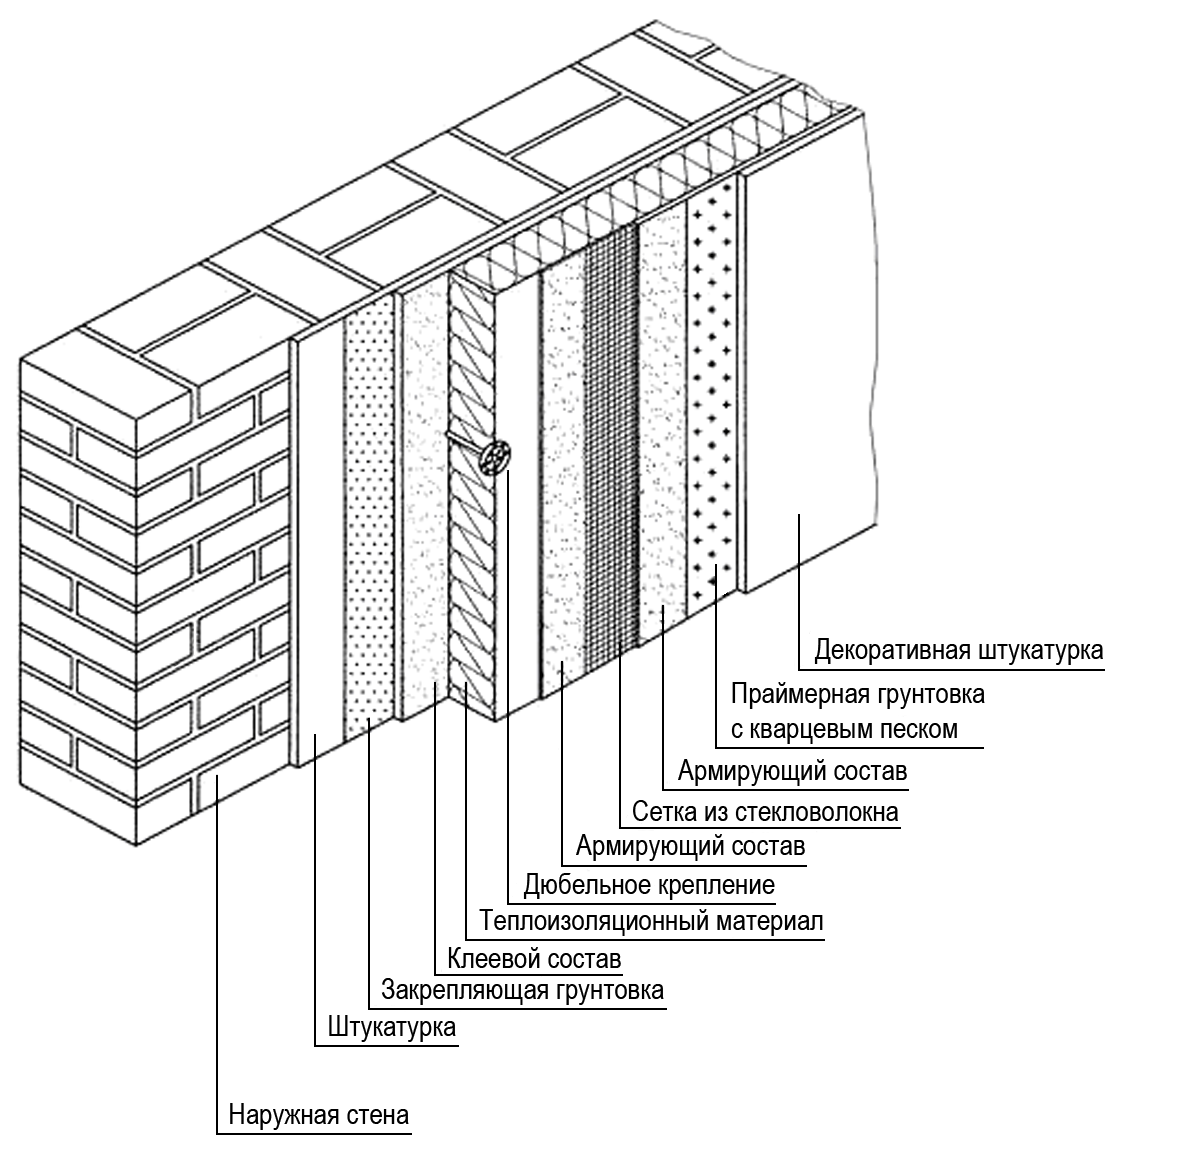 Декоративная штукатурка
Праймерная грунтовка
с кварцевым песком
Армирующий состав
Сетка из стекловолокна
Армирующий состав
Дюбельное крепление
Теплоизоляционный материал
Клеевой состав
Закрепляющая грунтовка
Штукатурка
Наружная стена